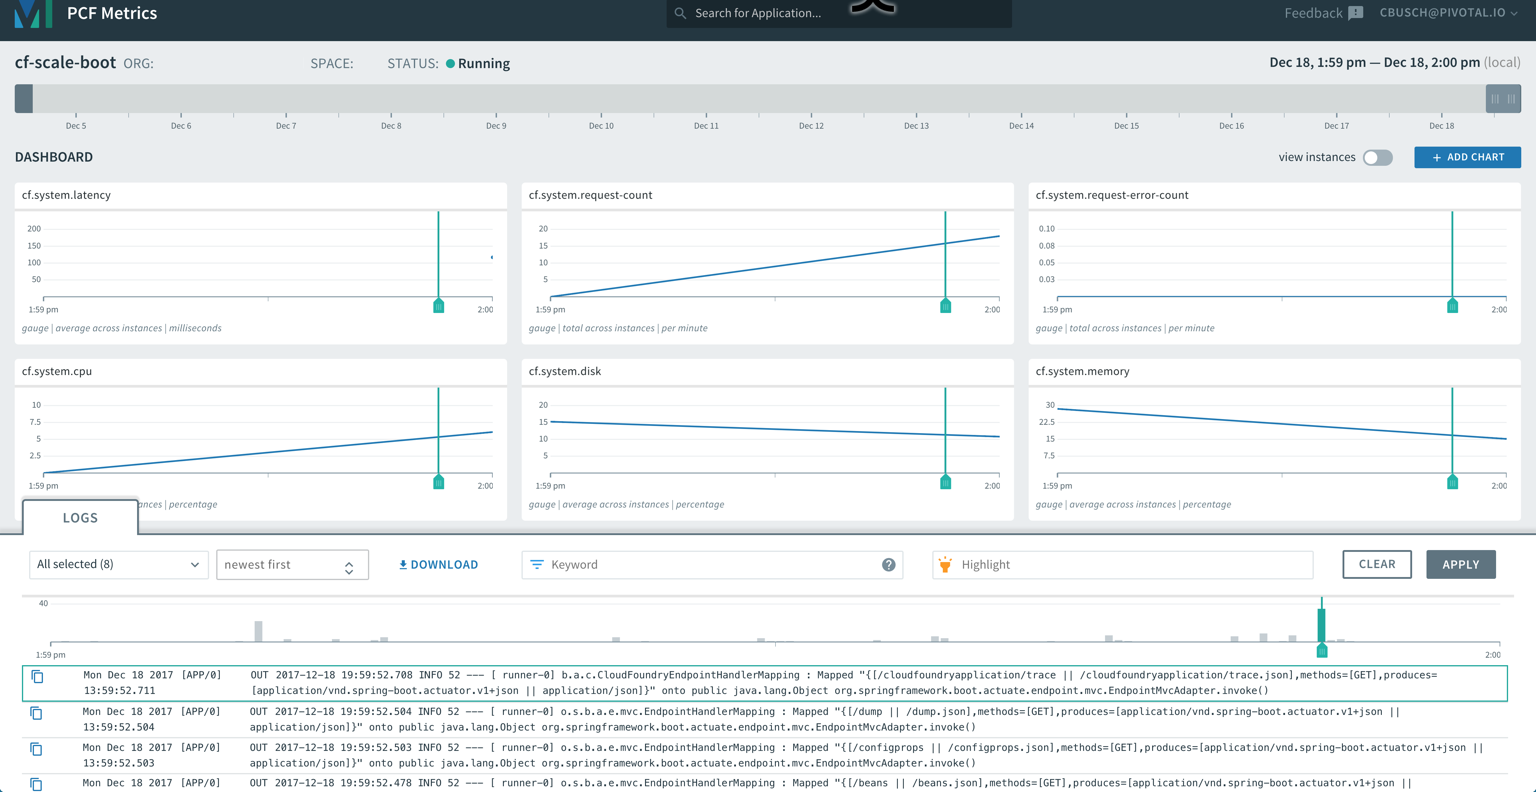 PCF Metrics
Search for Application...
Feedback
CBUSCH@PIVOTAL.IO
cf-scale-boot ORG: SPACE: STATUS: Running
Dec 18, 1:59 pm — Dec 18, 2:00 pm (local)
Dec 5 Dec 6 Dec 7 Dec 8 Dec 9 Dec 10 Dec 11 Dec 12 Dec 13 Dec 14 Dec 15 Dec 16 Dec 17 Dec 18
DASHBOARD
view instances
+ ADD CHART
cf.system.latency
200
150
100
50
1:59 pm 2:00
gauge | average across instances | milliseconds
cf.system.request-count
20
15
10
5
1:59 pm 2:00
gauge | total across instances | per minute
cf.system.request-error-count
0.10
0.08
0.05
0.03
1:59 pm 2:00
gauge | total across instances | per minute
cf.system.cpu
10
7.5
5
2.5
1:59 pm 2:00
ances | percentage
cf.system.disk
20
15
10
5
1:59 pm 2:00
gauge | average across instances | percentage
cf.system.memory
30
22.5
15
7.5
1:59 pm 2:00
gauge | average across instances | percentage
LOGS
All selected (8)
newest first
DOWNLOAD
Keyword
?
Highlight
CLEAR
APPLY
40
1:59 pm 2:00
Mon Dec 18 2017 [APP/0] OUT 2017-12-18 19:59:52.708 INFO 52 --- [ runner-0] b.a.c.CloudFoundryEndpointHandlerMapping : Mapped "{[/cloudfoundryapplication/trace || /cloudfoundryapplication/trace.json],methods=[GET],produces=
13:59:52.711 [application/vnd.spring-boot.actuator.v1+json || application/json]}" onto public java.lang.Object org.springframework.boot.actuate.endpoint.mvc.EndpointMvcAdapter.invoke()
Mon Dec 18 2017 [APP/0] OUT 2017-12-18 19:59:52.504 INFO 52 --- [ runner-0] o.s.b.a.e.mvc.EndpointHandlerMapping : Mapped "{[/dump || /dump.json],methods=[GET],produces=[application/vnd.spring-boot.actuator.v1+json ||
13:59:52.504 application/json]}" onto public java.lang.Object org.springframework.boot.actuate.endpoint.mvc.EndpointMvcAdapter.invoke()
Mon Dec 18 2017 [APP/0] OUT 2017-12-18 19:59:52.503 INFO 52 --- [ runner-0] o.s.b.a.e.mvc.EndpointHandlerMapping : Mapped "{[/configprops || /configprops.json],methods=[GET],produces=[application/vnd.spring-boot.actuator.v1+json ||
13:59:52.503 application/json]}" onto public java.lang.Object org.springframework.boot.actuate.endpoint.mvc.EndpointMvcAdapter.invoke()
Mon Dec 18 2017 [APP/0] OUT 2017-12-18 19:59:52.478 INFO 52 --- [ runner-0] o.s.b.a.e.mvc.EndpointHandlerMapping : Mapped "{[/beans || /beans.json],methods=[GET],produces=[application/vnd.spring-boot.actuator.v1+json ||